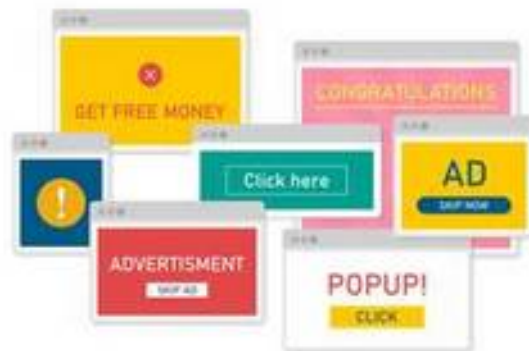 GET FREE MONEY
CONGRATULATIONS
!
Click here
AD
SKIP NOW
ADVERTISMENT
SKIP AD
POPUP!
CLICK